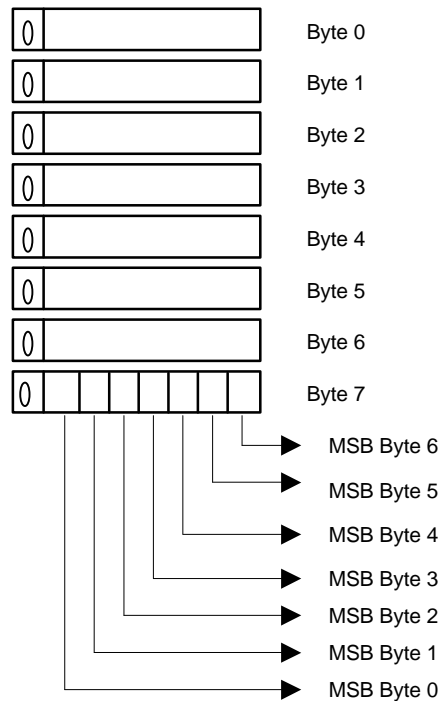 0 Byte 0
0 Byte 1
0 Byte 2
0 Byte 3
0 Byte 4
0 Byte 5
0 Byte 6
0 Byte 7
MSB Byte 6
MSB Byte 5
MSB Byte 4
MSB Byte 3
MSB Byte 2
MSB Byte 1
MSB Byte 0